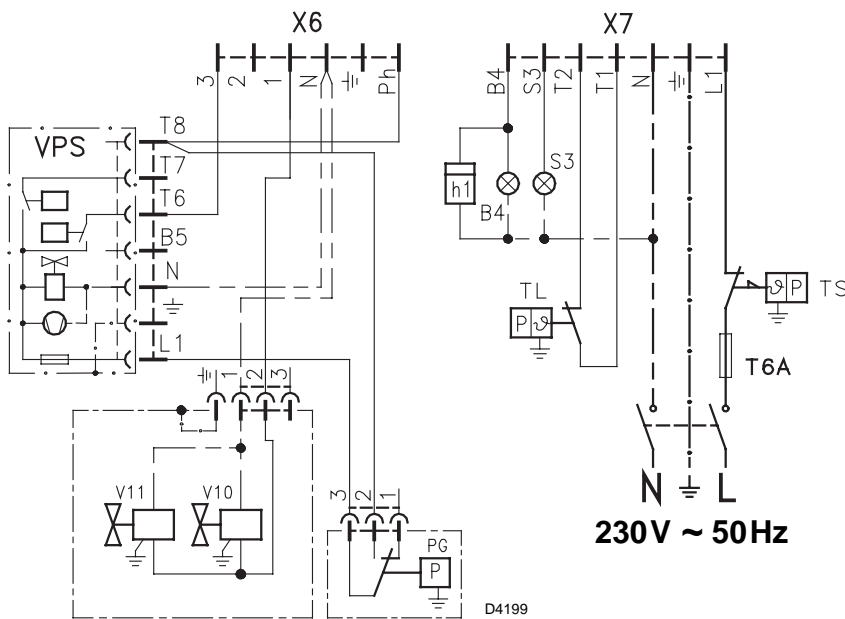 X6
X7
3
2
1
N
Ph
B4
S3
T2
T1
N
L1
VPS
T8
T7
T6
B5
N
L1
h1
B4
S3
TL
P ϑ
ϑ P
TS
T6A
1
2
3
V11
V10
3
2
1
PG
P
N
L
230V ~ 50Hz
D4199